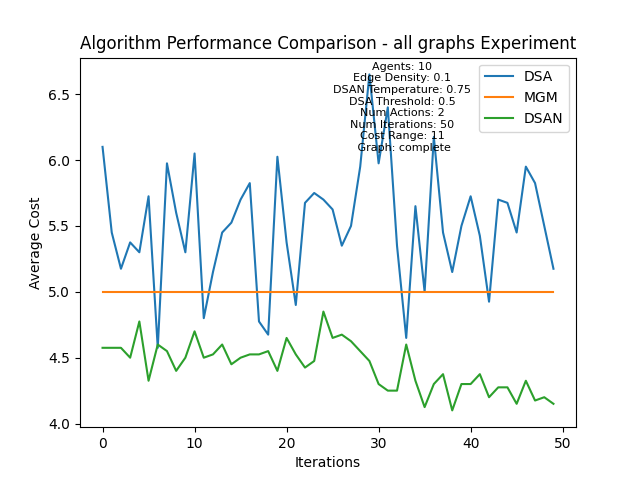 Algorithm Performance Comparison - all graphs Experiment
Agents: 10
Edge Density: 0.1
DSAN Temperature: 0.75
DSA Threshold: 0.5
Num Actions: 2
Num Iterations: 50
Cost Range: 11
Graph: complete
DSA
MGM
DSAN
Average Cost
6.5
6.0
5.5
5.0
4.5
4.0
0 10 20 30 40 50
Iterations